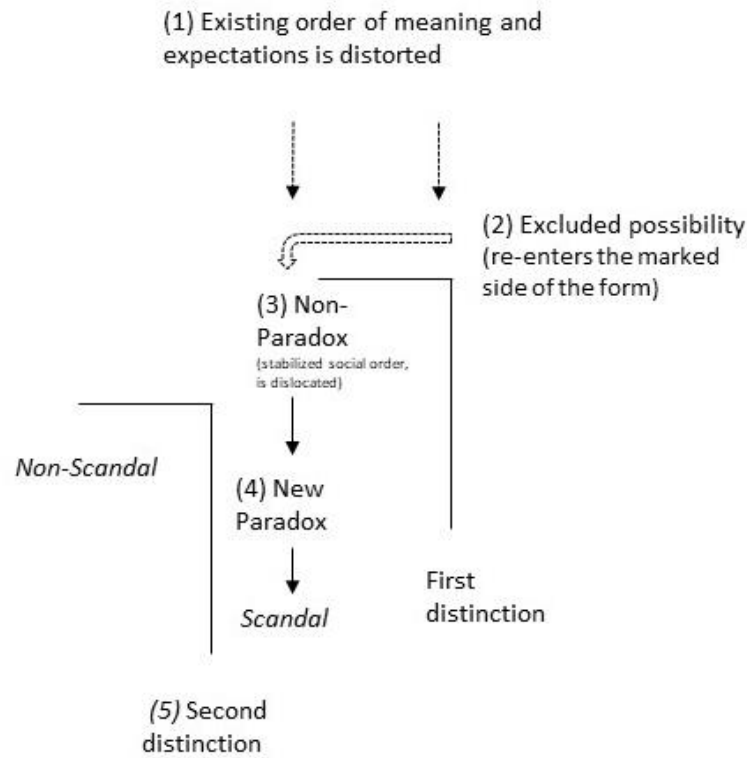 (1) Existing order of meaning and
expectations is distorted
(2) Excluded possibility
(re-enters the marked
side of the form)
(3) Non-
Paradox
(stabilized social order,
is dislocated)
Non-Scandal
(4) New
Paradox
Scandal
First
distinction
(5) Second
distinction